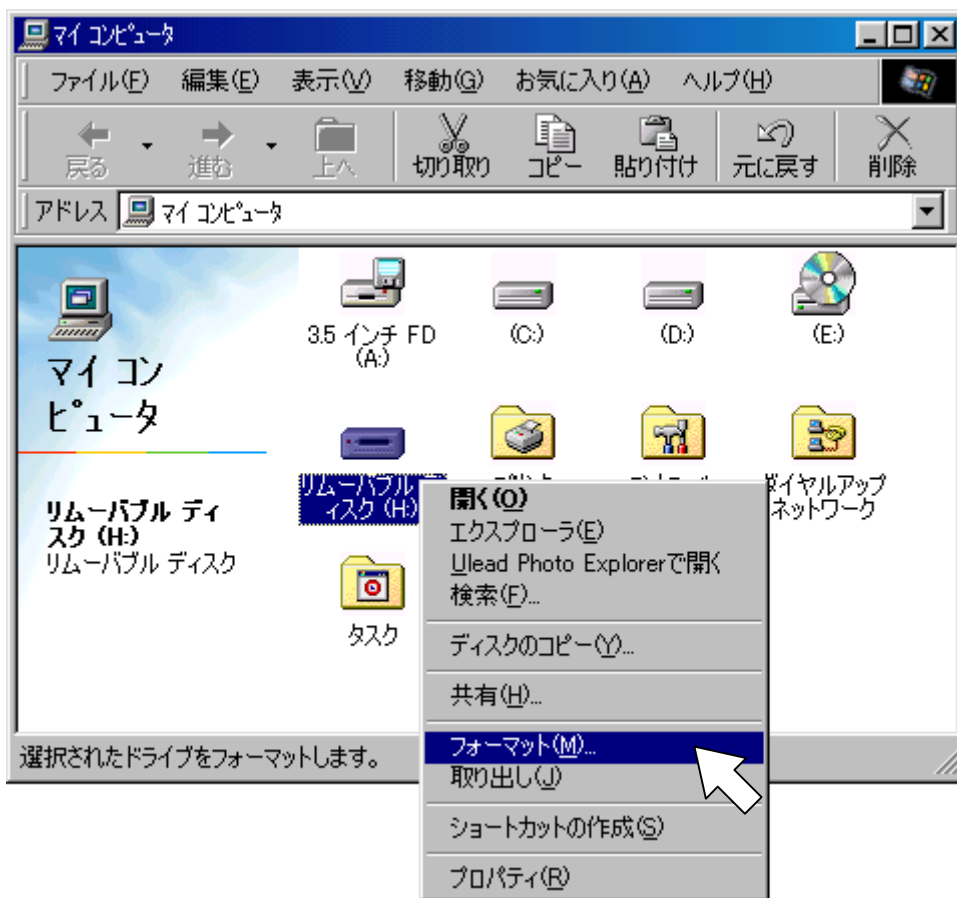 マイ コンピュータ
ファイル(F) 編集(E) 表示(V) 移動(G) お気に入り(A) ヘルプ(H)
戻る 進む 上へ 切り取り コピー 貼り付け 元に戻す 削除
アドレス マイ コンピュータ
マイ コン
ピュータ
リムーバブル ディ
スク (H:)
リムーバブル ディスク
3.5 インチ FD
(A:)
(C:)
(D:)
(E:)
リムーバブル
ィスク (H:)
ダイヤルアップ
ネットワーク
タスク
開く(O)
エクスプローラ(E)
Ulead Photo Explorerで開く
検索(F)...
ディスクのコピー(Y)...
共有(H)...
フォーマット(M)...
取り出し(J)
ショートカットの作成(S)
プロパティ(R)
選択されたドライブをフォーマットします。